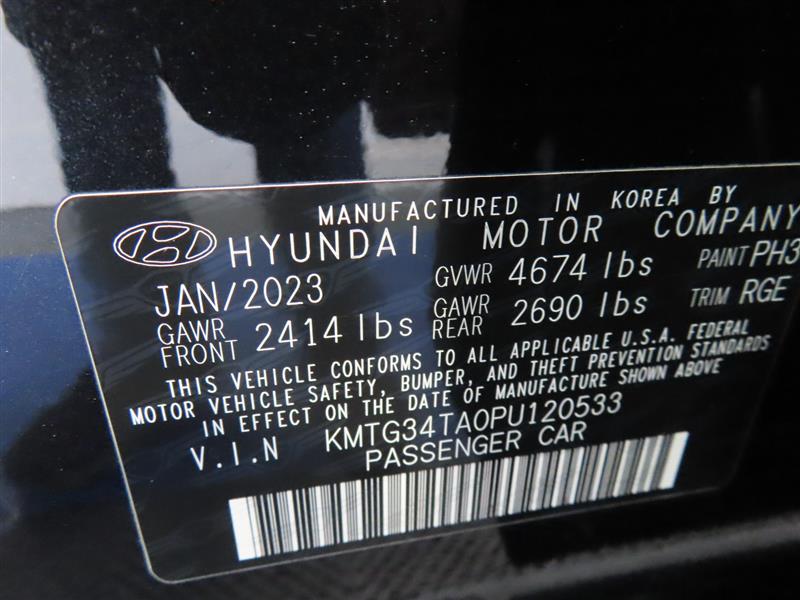 MANUFACTURED IN KOREA BY
HYUNDAI MOTOR COMPANY
JAN/2023 GVWR 4674 lbs PAINT PH3
GAWR FRONT 2414 lbs GAWR REAR 2690 lbs TRIM RGE
THIS VEHICLE CONFORMS TO ALL APPLICABLE U.S.A. FEDERAL
MOTOR VEHICLE SAFETY, BUMPER, AND THEFT PREVENTION STANDARDS
IN EFFECT ON THE DATE OF MANUFACTURE SHOWN ABOVE
V.I.N KMTG34TA0PU120533
PASSENGER CAR